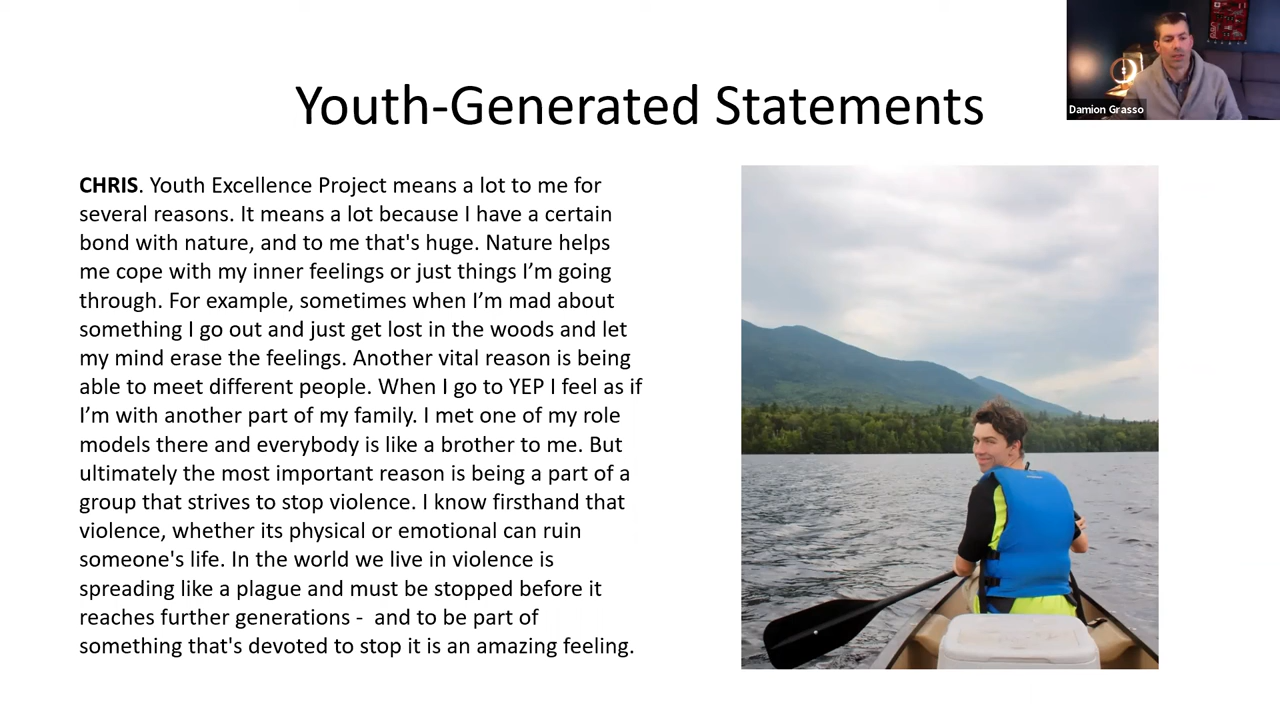 Youth-Generated Statements
Damion Grasso
CHRIS. Youth Excellence Project means a lot to me for
several reasons. It means a lot because I have a certain
bond with nature, and to me that's huge. Nature helps
me cope with my inner feelings or just things I’m going
through. For example, sometimes when I’m mad about
something I go out and just get lost in the woods and let
my mind erase the feelings. Another vital reason is being
able to meet different people. When I go to YEP I feel as if
I’m with another part of my family. I met one of my role
models there and everybody is like a brother to me. But
ultimately the most important reason is being a part of a
group that strives to stop violence. I know firsthand that
violence, whether its physical or emotional can ruin
someone's life. In the world we live in violence is
spreading like a plague and must be stopped before it
reaches further generations -  and to be part of
something that's devoted to stop it is an amazing feeling.